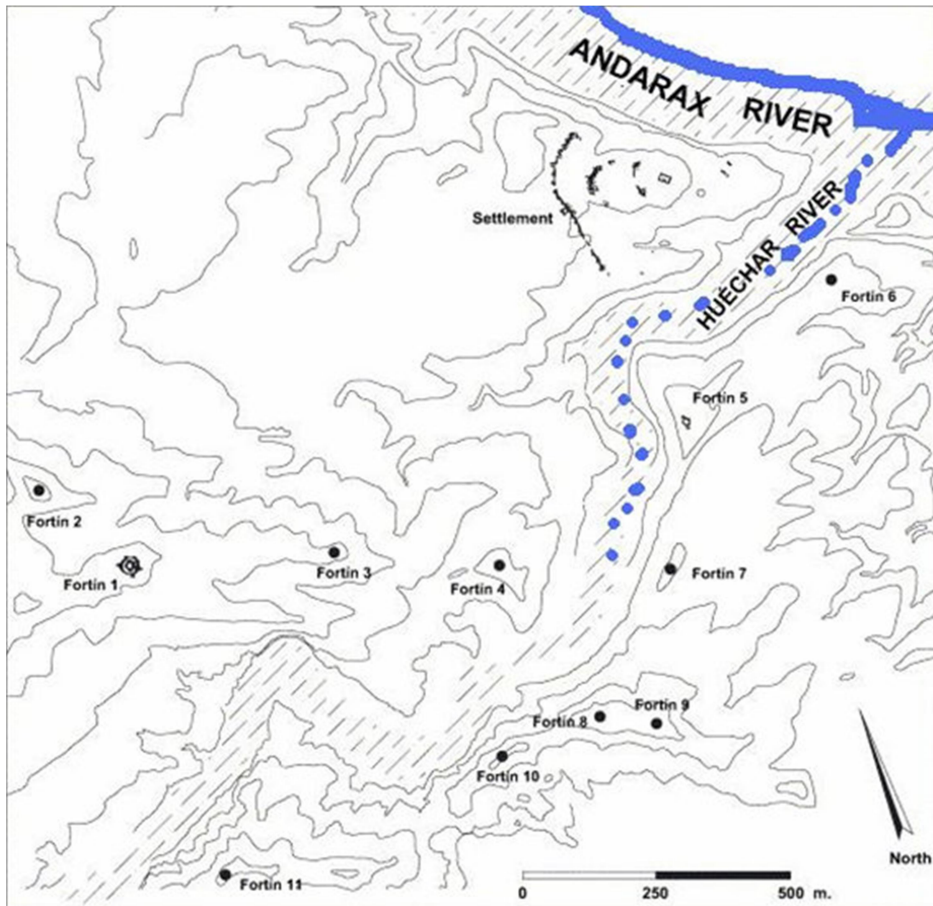 ANDARAX RIVER
Settlement
HUÉCHAR RIVER
Fortín 6
Fortín 5
Fortín 2
Fortín 1
Fortín 3
Fortín 4
Fortín 7
Fortín 8
Fortín 9
Fortín 10
Fortín 11
North
0 250 500 m.